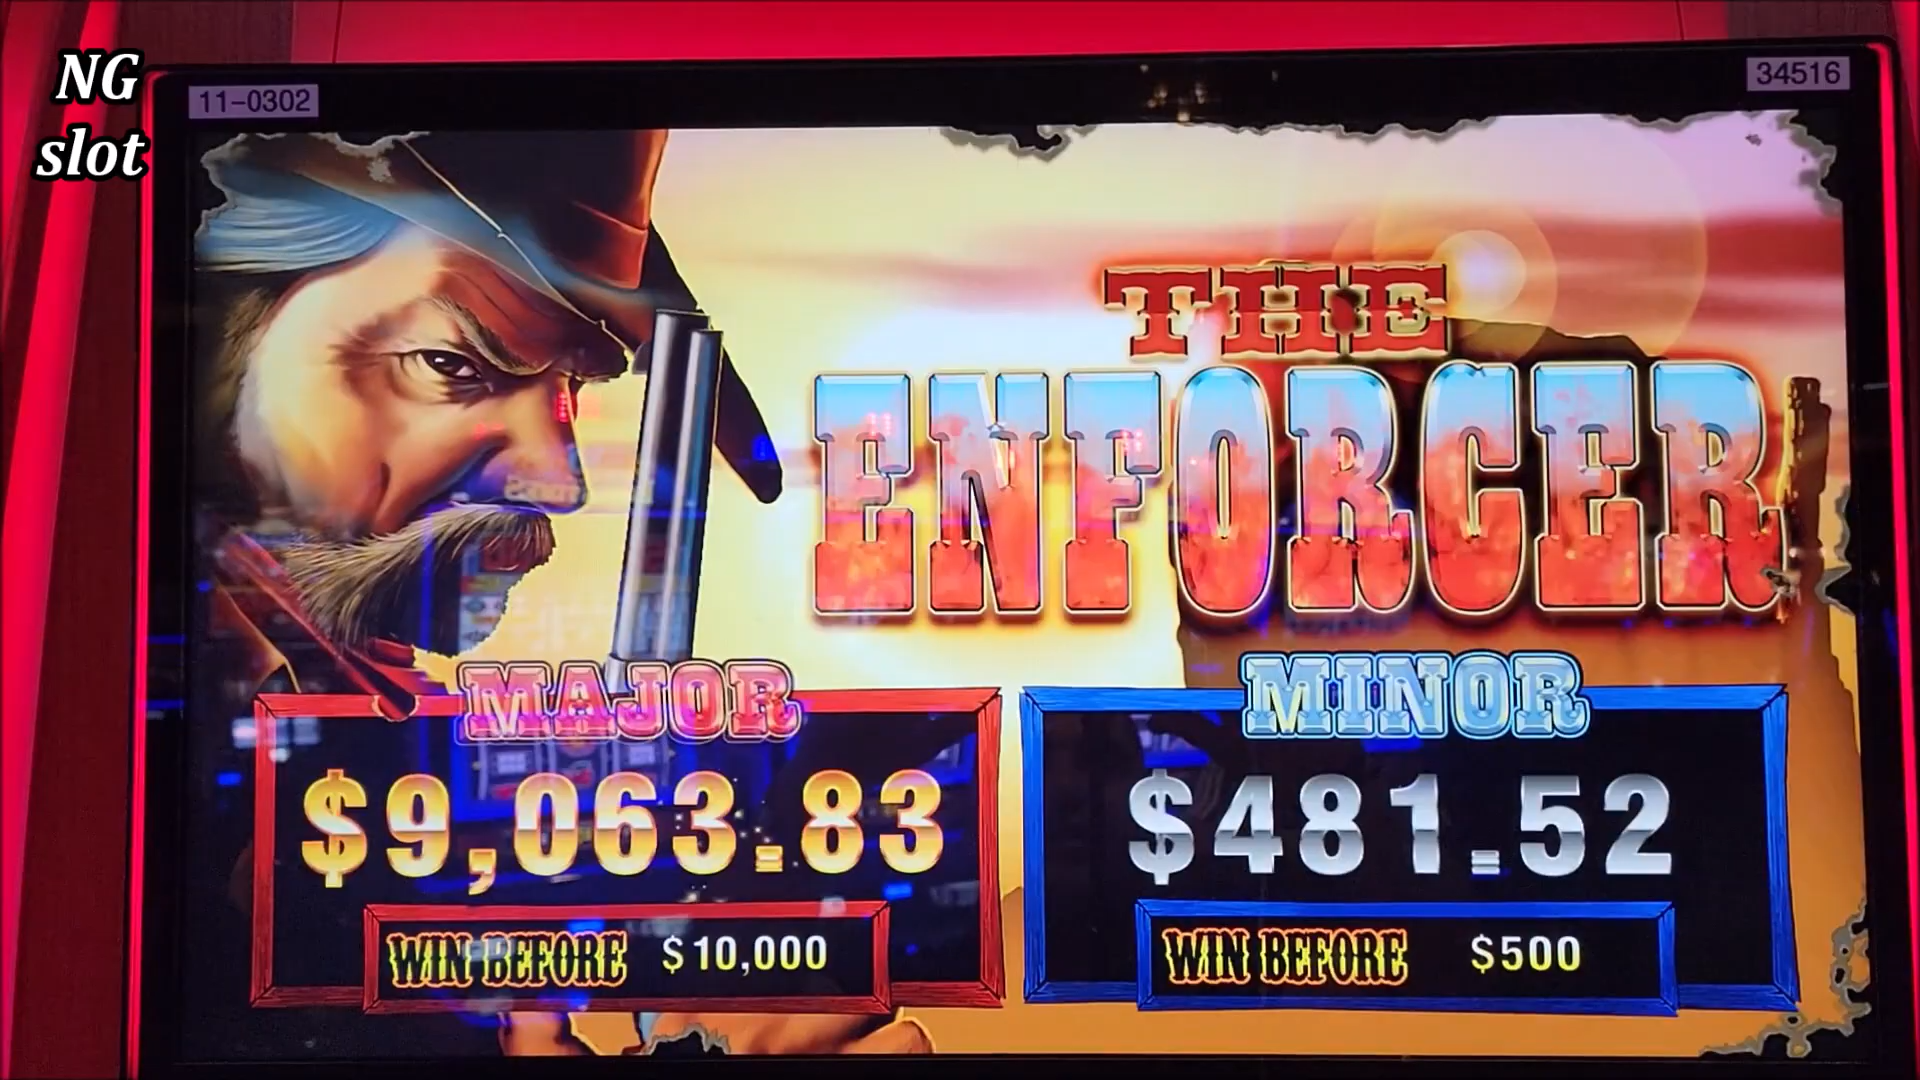 NG
slot
11-0302
34516
THE
ENFORCER
MAJOR
$9,063.83
WIN BEFORE $10,000
MINOR
$481.52
WIN BEFORE $500